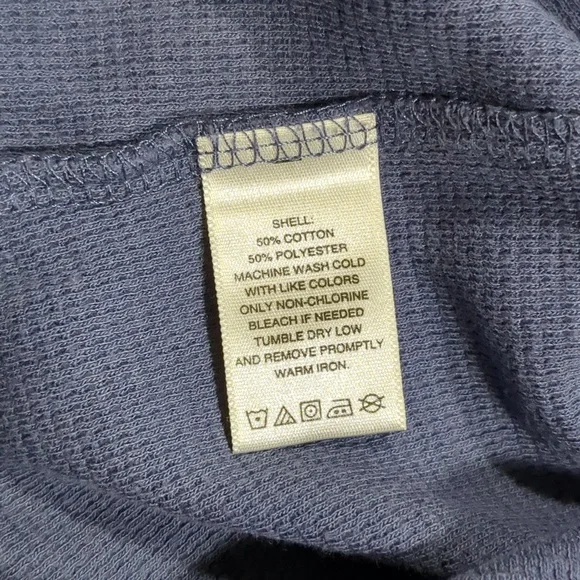 SHELL:
50% COTTON
50% POLYESTER
MACHINE WASH COLD
WITH LIKE COLORS
ONLY NON-CHLORINE
BLEACH IF NEEDED
TUMBLE DRY LOW
AND REMOVE PROMPTLY
WARM IRON.